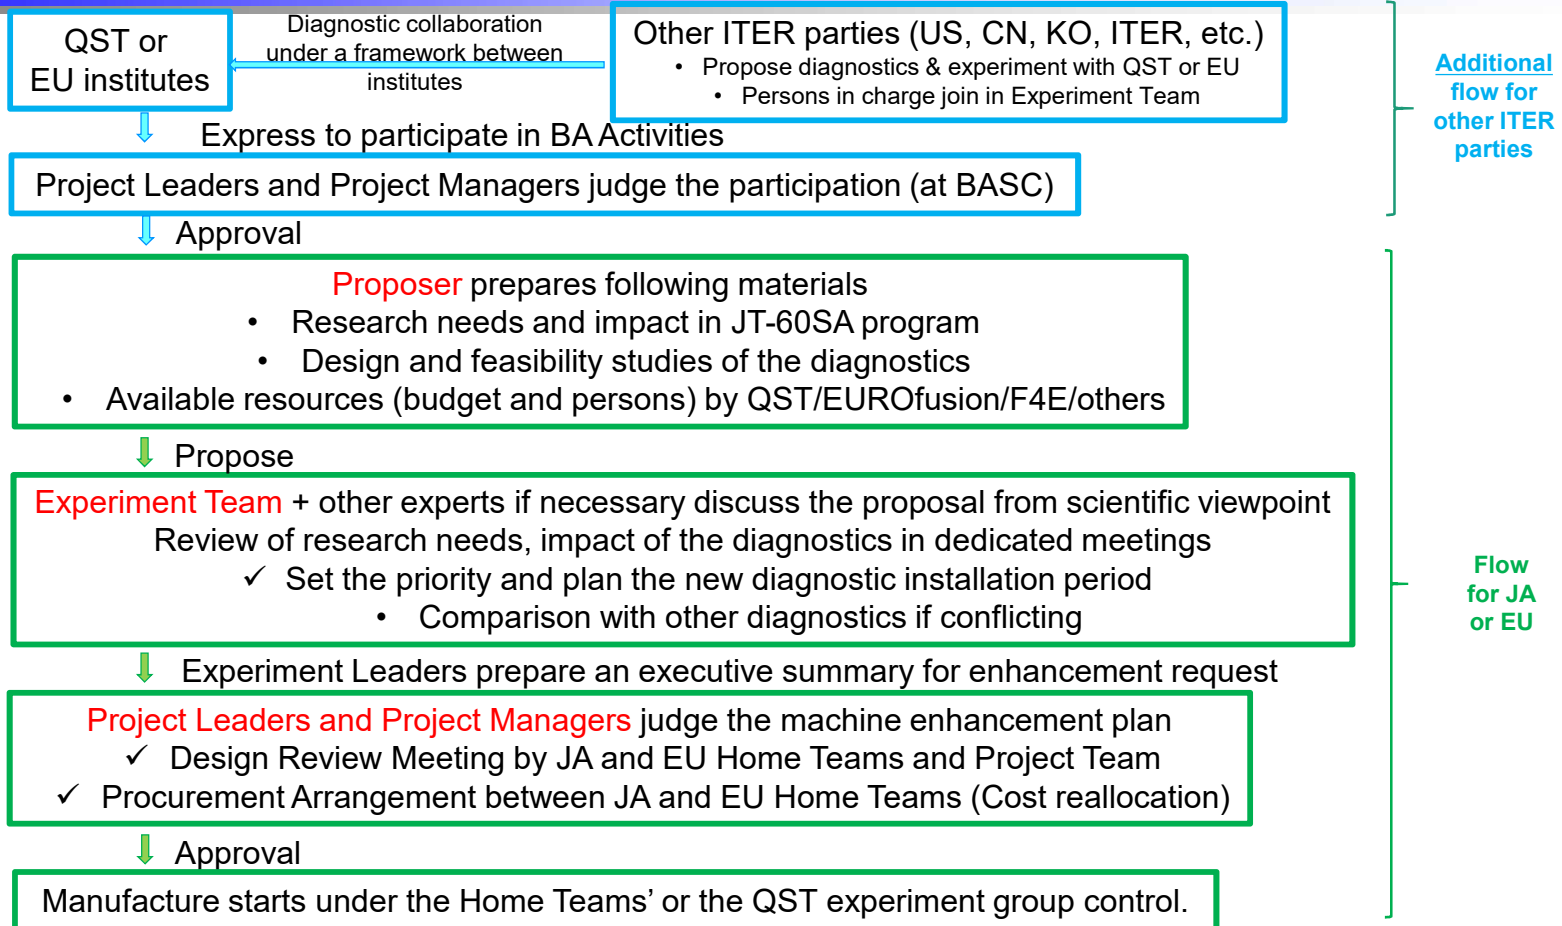 QST or
EU institutes
Diagnostic collaboration
under a framework between
institutes
Other ITER parties (US, CN, KO, ITER, etc.)
• Propose diagnostics & experiment with QST or EU
• Persons in charge join in Experiment Team
Additional
flow for
other ITER
parties
Express to participate in BA Activities
Project Leaders and Project Managers judge the participation (at BASC)
Approval
Proposer prepares following materials
• Research needs and impact in JT-60SA program
• Design and feasibility studies of the diagnostics
• Available resources (budget and persons) by QST/EUROfusion/F4E/others
Propose
Experiment Team + other experts if necessary discuss the proposal from scientific viewpoint
Review of research needs, impact of the diagnostics in dedicated meetings
✓ Set the priority and plan the new diagnostic installation period
• Comparison with other diagnostics if conflicting
Flow
for JA
or EU
Experiment Leaders prepare an executive summary for enhancement request
Project Leaders and Project Managers judge the machine enhancement plan
✓ Design Review Meeting by JA and EU Home Teams and Project Team
✓ Procurement Arrangement between JA and EU Home Teams (Cost reallocation)
Approval
Manufacture starts under the Home Teams’ or the QST experiment group control.